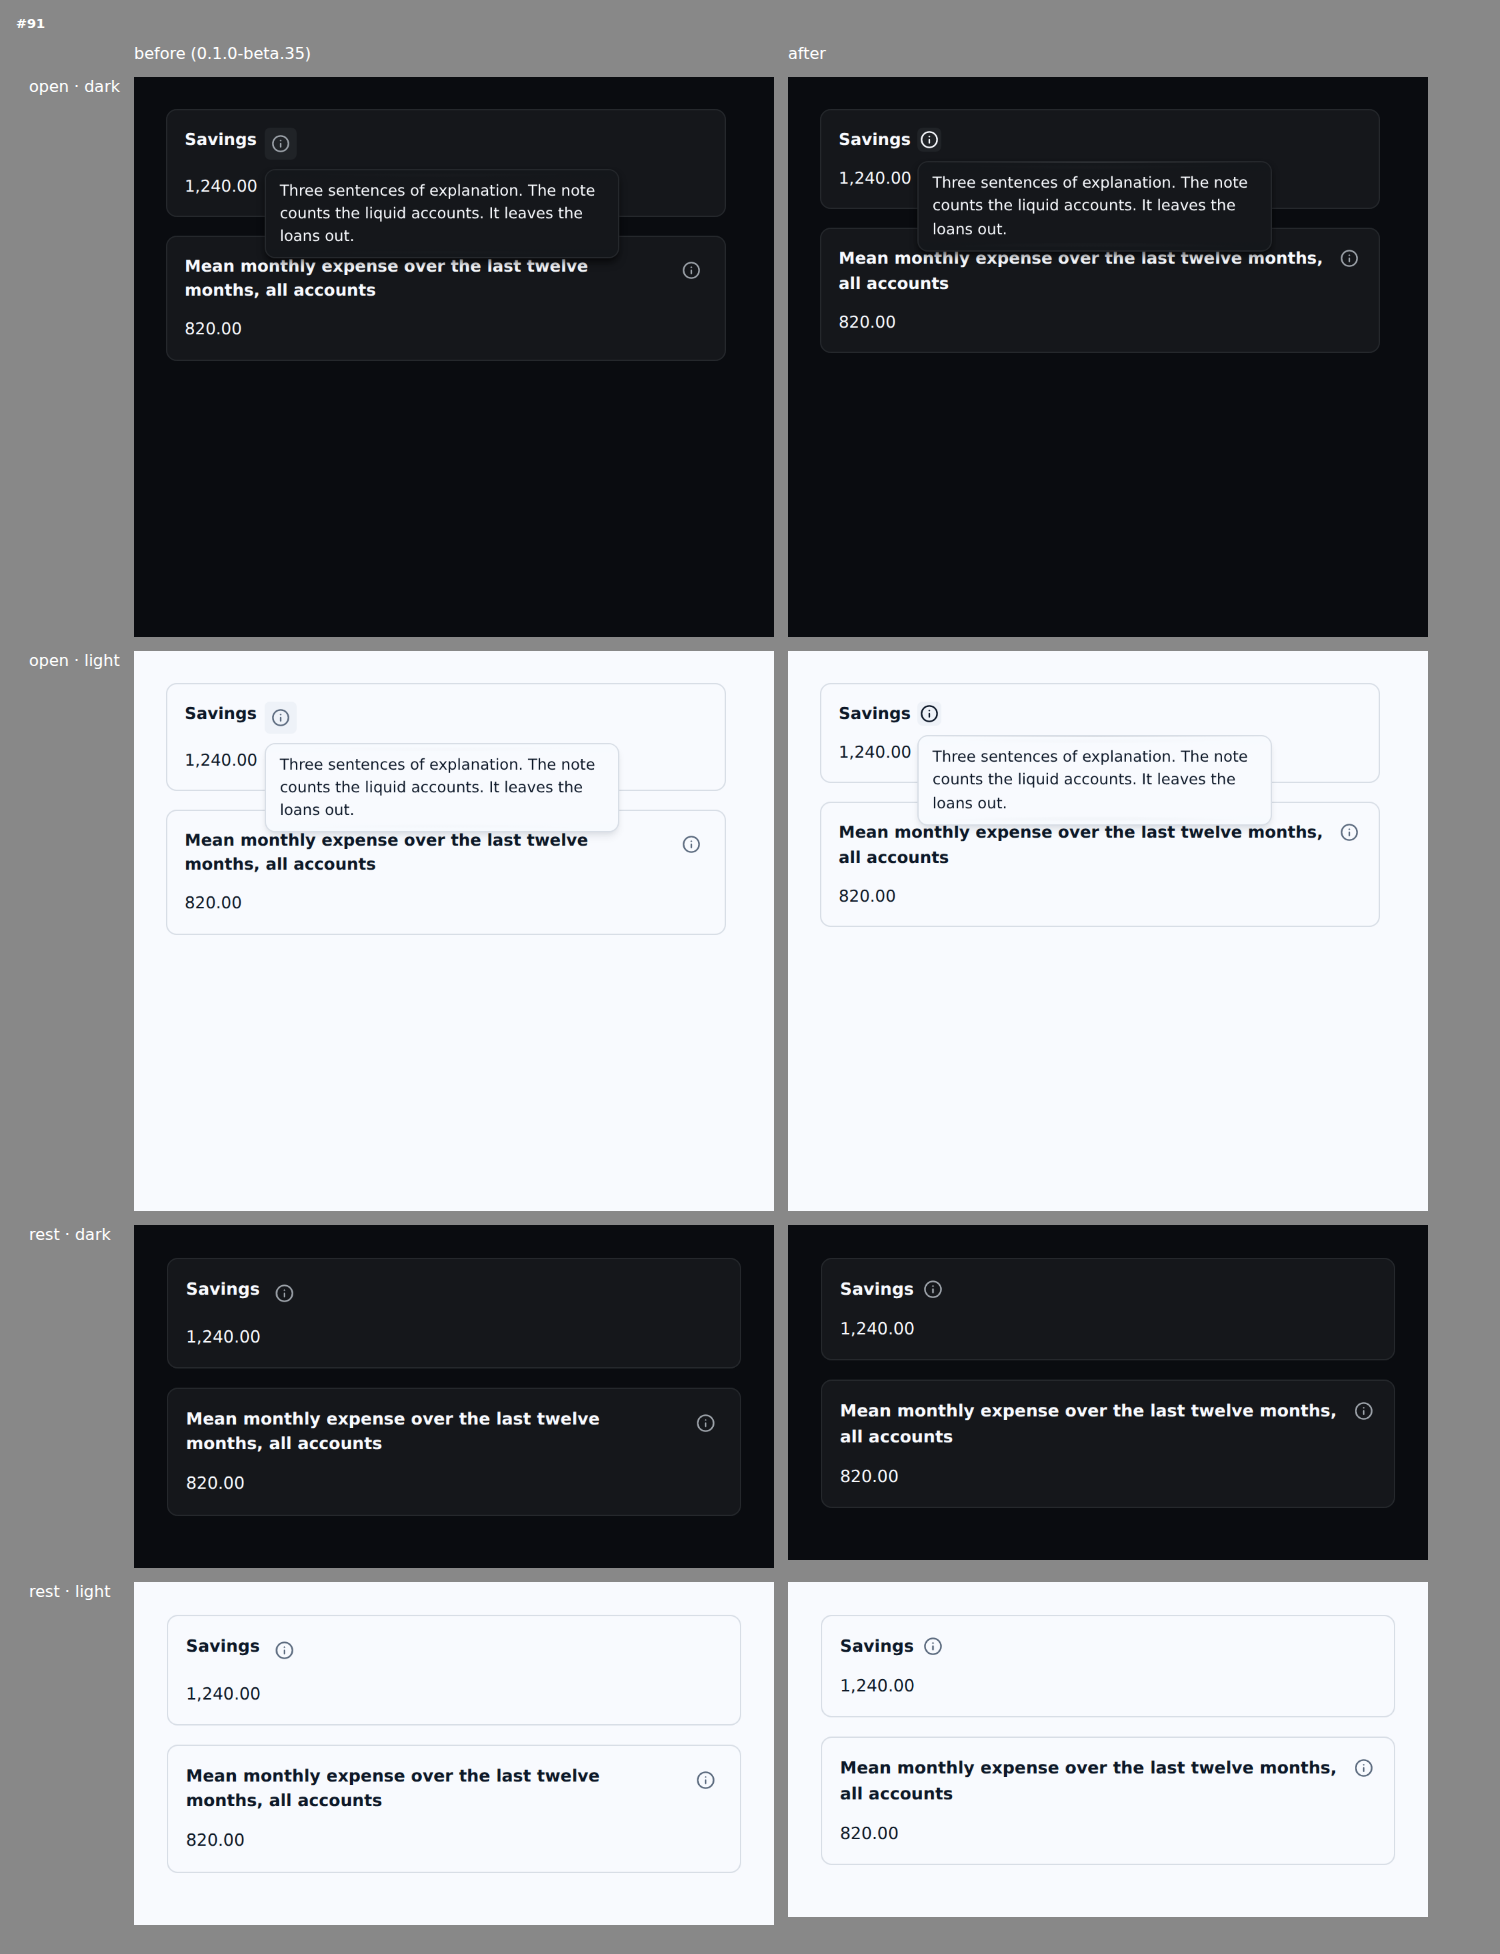 #91
before (0.1.0-beta.35)
after
open · dark
Savings
1,240.00
Three sentences of explanation. The note
counts the liquid accounts. It leaves the
loans out.
Mean monthly expense over the last twelve
months, all accounts
820.00
Savings
1,240.00
Three sentences of explanation. The note
counts the liquid accounts. It leaves the
loans out.
Mean monthly expense over the last twelve months,
all accounts
820.00
open · light
Savings
1,240.00
Three sentences of explanation. The note
counts the liquid accounts. It leaves the
loans out.
Mean monthly expense over the last twelve
months, all accounts
820.00
Savings
1,240.00
Three sentences of explanation. The note
counts the liquid accounts. It leaves the
loans out.
Mean monthly expense over the last twelve months,
all accounts
820.00
rest · dark
Savings
1,240.00
Mean monthly expense over the last twelve
months, all accounts
820.00
Savings
1,240.00
Mean monthly expense over the last twelve months,
all accounts
820.00
rest · light
Savings
1,240.00
Mean monthly expense over the last twelve
months, all accounts
820.00
Savings
1,240.00
Mean monthly expense over the last twelve months,
all accounts
820.00